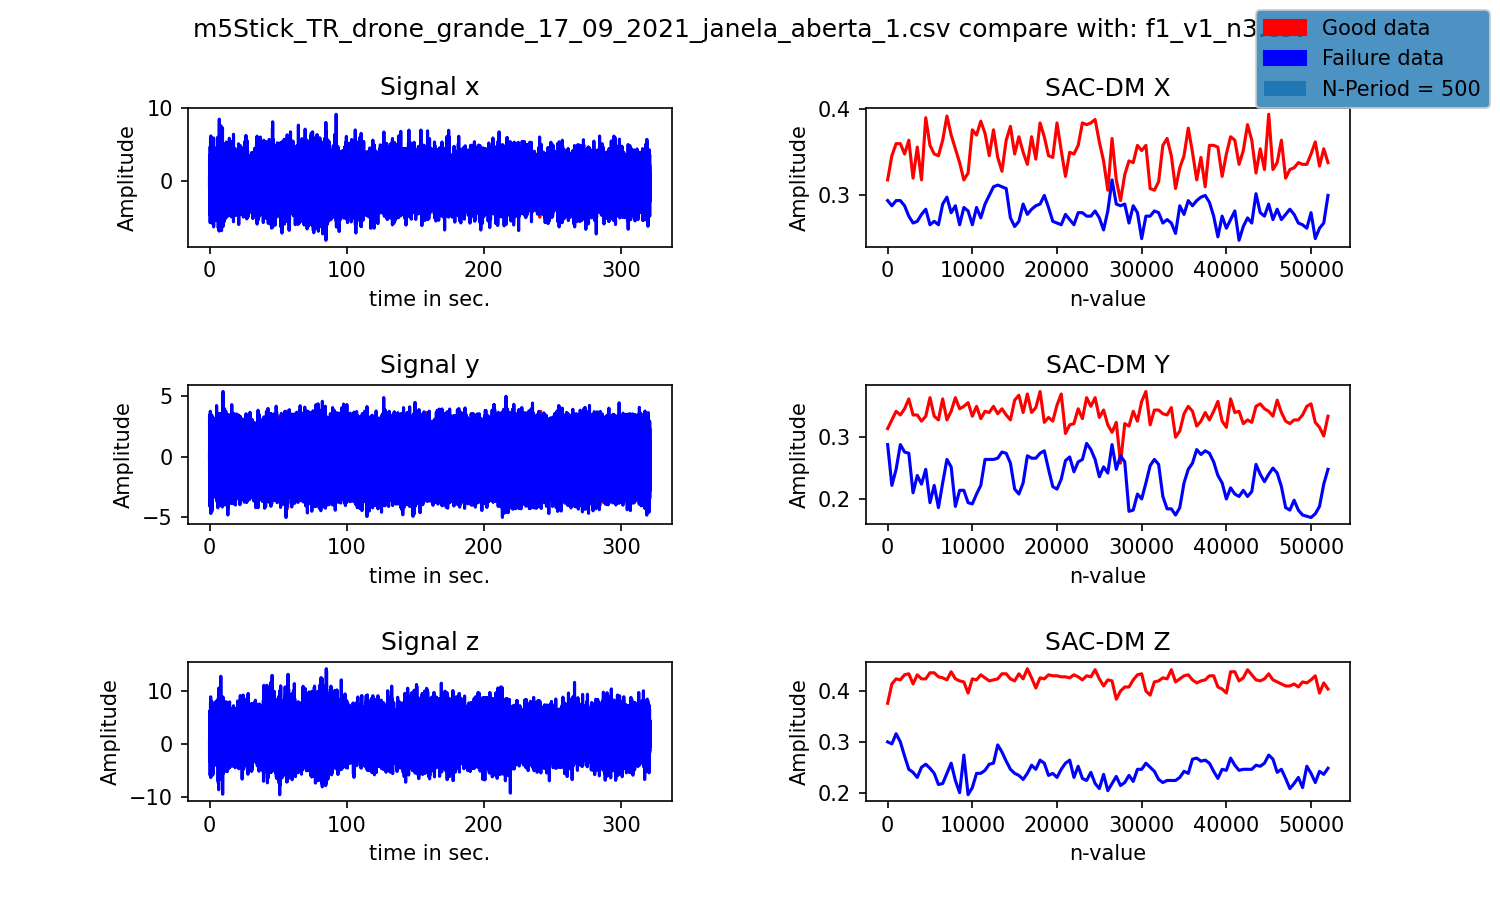 m5Stick_TR_drone_grande_17_09_2021_janela_aberta_1.csv compare with: f1_v1_n3
Good data
Failure data
N-Period = 500
Signal x
Amplitude
10
0
0
100
200
300
time in sec.
SAC-DM X
Amplitude
0.4
0.3
0
10000
20000
30000
40000
50000
n-value
Signal y
Amplitude
5
0
−5
0
100
200
300
time in sec.
SAC-DM Y
Amplitude
0.3
0.2
0
10000
20000
30000
40000
50000
n-value
Signal z
Amplitude
10
0
−10
0
100
200
300
time in sec.
SAC-DM Z
Amplitude
0.4
0.3
0.2
0
10000
20000
30000
40000
50000
n-value